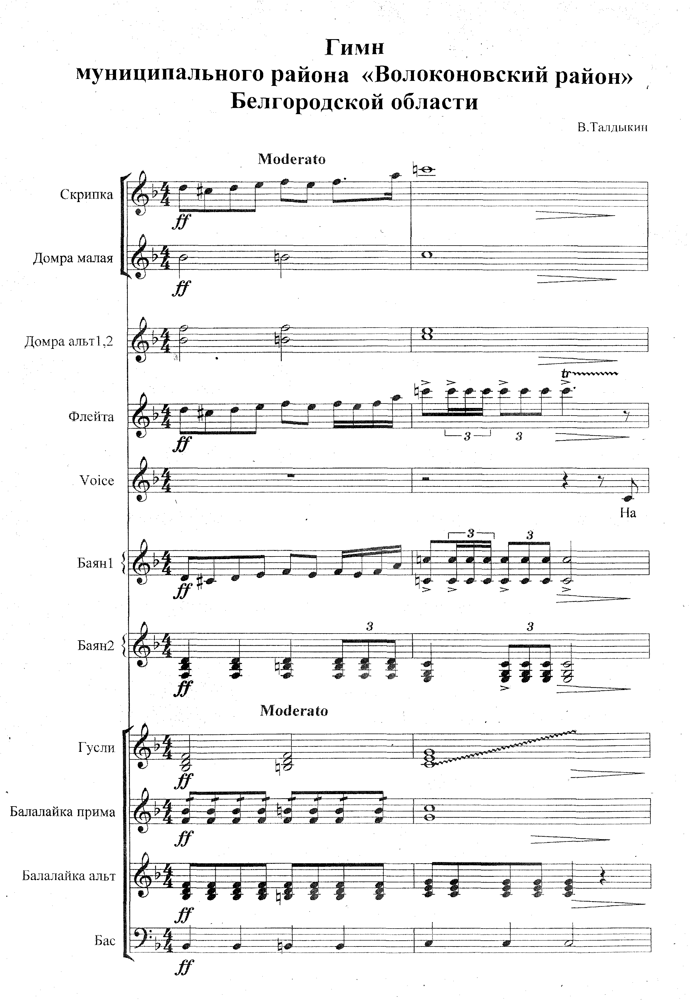 Гимн
муниципального района «Волоконовский район»
Белгородской области
В.Талдыкин
Moderato
Скрипка
ff
Домра малая
ff
Домра альт1,2
tr
Флейта
ff
3 3
Voice
На
3 3
Баян1
ff
3 3
Баян2
ff
Moderato
Гусли
ff
Балалайка прима
ff
Балалайка альт
ff
Бас
ff